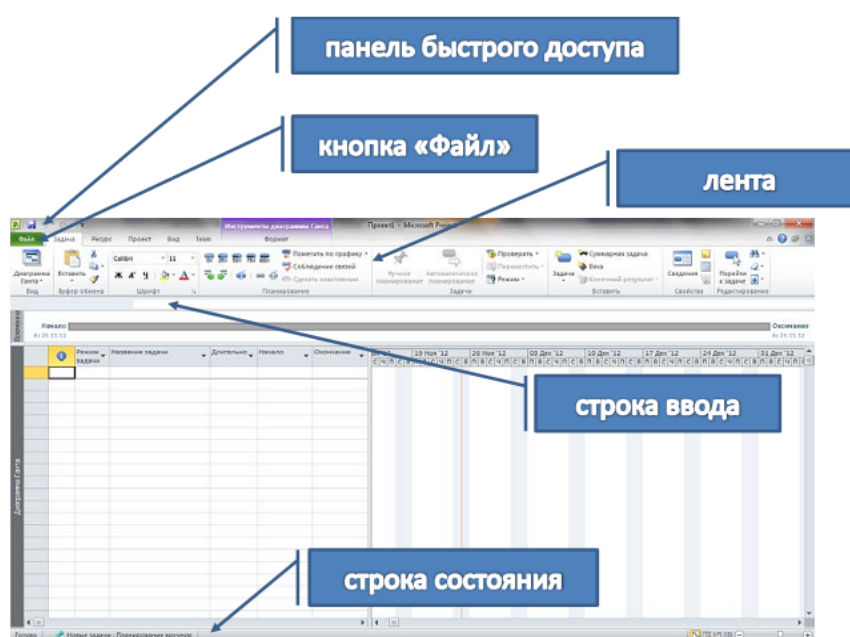 панель быстрого доступа
кнопка «Файл»
лента
Инструменты диаграммы Ганта
Проект1 - Microsoft Project
Файл Задача Ресурс Проект Вид Team Формат
Calibri 11
Пометить по графику
Соблюдение связей
Сделать неактивным
Проверить
Переместить
Режим
Суммарная задача
Веха
Конечный результат
Диаграмма Ганта
Вставить
Ручное планирование
Автоматическое планирование
Задача
Сведения
Перейти к задаче
Вид Буфер обмена Шрифт Планирование Задачи Вставить Свойства Редактирование
Начало
Окончание
Режим задачи
Название задачи
Длительно
Начало
Окончание
19 Ноя '12 26 Ноя '12 03 Дек '12 10 Дек '12 17 Дек '12 24 Дек '12 31 Дек '12
строка ввода
Диаграмма Ганта
строка состояния
Готово Новые задачи : Планирование вручную